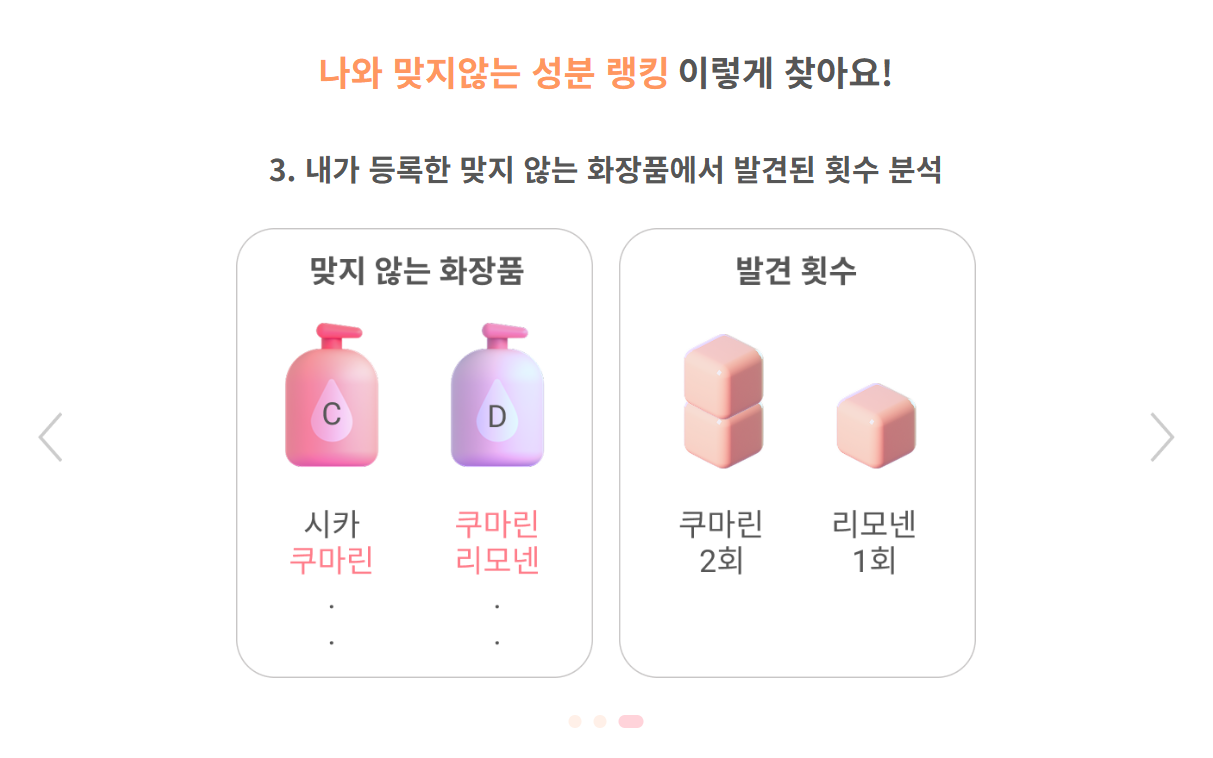 나와 맞지않는 성분 랭킹 이렇게 찾아요!
3. 내가 등록한 맞지 않는 화장품에서 발견된 횟수 분석
맞지 않는 화장품
C
D
시카
쿠마린
.
.
쿠마린
리모넨
.
.
발견 횟수
쿠마린
2회
리모넨
1회